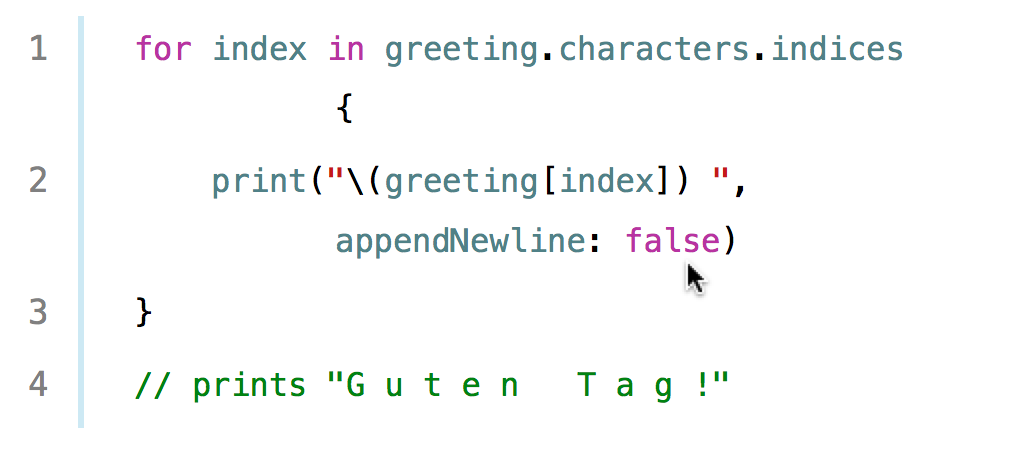 1 for index in greeting.characters.indices
{
2 print("\(greeting[index]) ",
appendNewline: false)
3 }
4 // prints "G u t e n   T a g !"